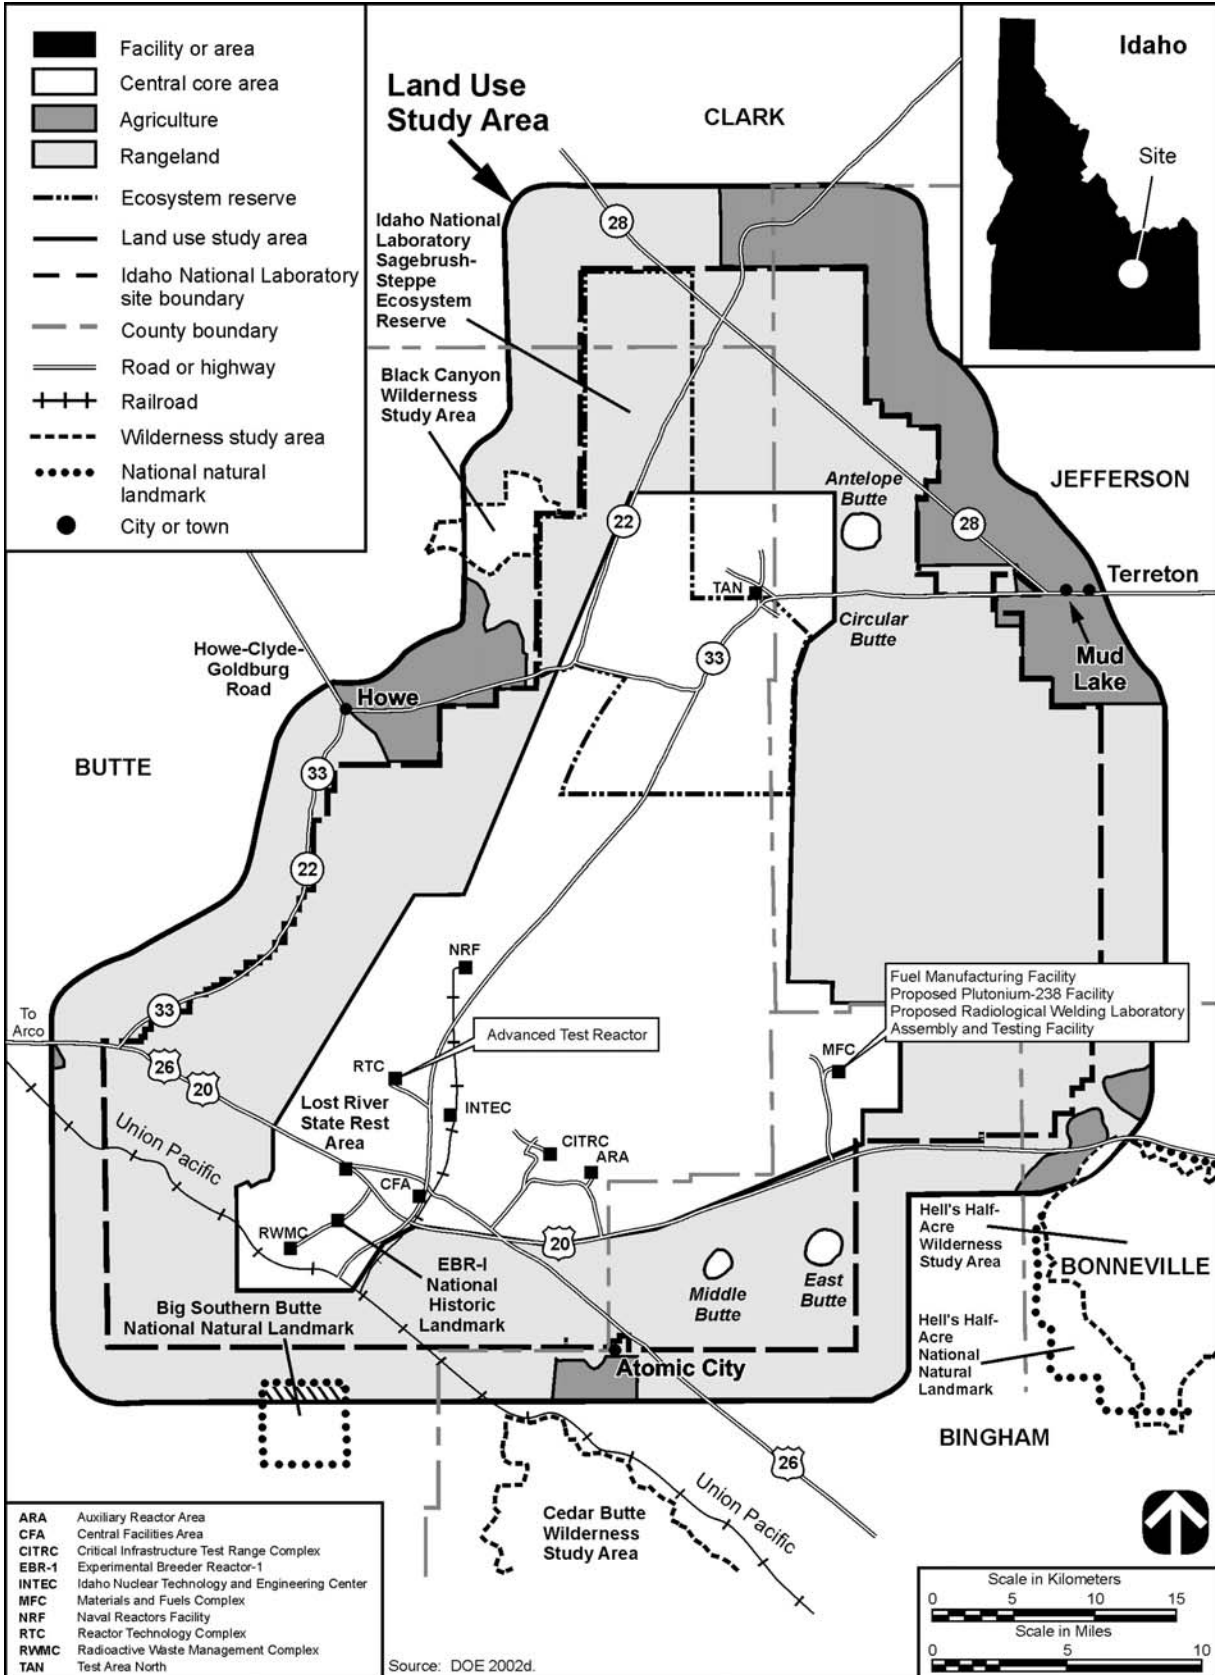 Facility or area
Central core area
Agriculture
Rangeland
Ecosystem reserve
Land use study area
Idaho National Laboratory
site boundary
County boundary
Road or highway
Railroad
Wilderness study area
National natural
landmark
City or town
Land Use
Study Area
CLARK
Idaho
Site
28
Idaho National
Laboratory
Sagebrush-
Steppe
Ecosystem
Reserve
Black Canyon
Wilderness
Study Area
JEFFERSON
Antelope
Butte
22
28
TAN
Terreton
Circular
Butte
Howe-Clyde-
Goldburg
Road
33
Mud
Lake
Howe
BUTTE
33
22
NRF
Fuel Manufacturing Facility
Proposed Plutonium-238 Facility
Proposed Radiological Welding Laboratory
Assembly and Testing Facility
33
To
Arco
Advanced Test Reactor
MFC
26
20
RTC
Lost River
State Rest
Area
INTEC
Union Pacific
CITRC
ARA
CFA
RWMC
20
Hell's Half-
Acre
Wilderness
Study Area
EBR-I
National
Historic
Landmark
BONNEVILLE
Middle
Butte
East
Butte
Big Southern Butte
National Natural Landmark
Hell's Half-
Acre
National
Natural
Landmark
Atomic City
BINGHAM
26
Union Pacific
Cedar Butte
Wilderness
Study Area
ARA Auxiliary Reactor Area
CFA Central Facilities Area
CITRC Critical Infrastructure Test Range Complex
EBR-1 Experimental Breeder Reactor-1
INTEC Idaho Nuclear Technology and Engineering Center
MFC Materials and Fuels Complex
NRF Naval Reactors Facility
RTC Reactor Technology Complex
RWMC Radioactive Waste Management Complex
TAN Test Area North
Source: DOE 2002d.
Scale in Kilometers
0 5 10 15
Scale in Miles
0 5 10